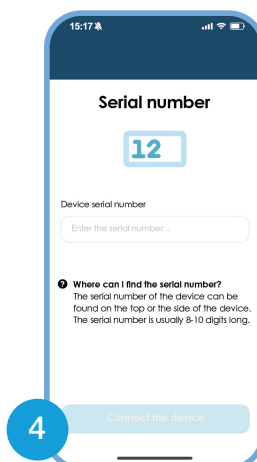 15:17
Serial number
12
Device serial number
Enter the serial number ..
? Where can I find the serial number?
The serial number of the device can be
found on the top or the side of the device.
The serial number is usually 8-10 digits long.
Connect the device
4